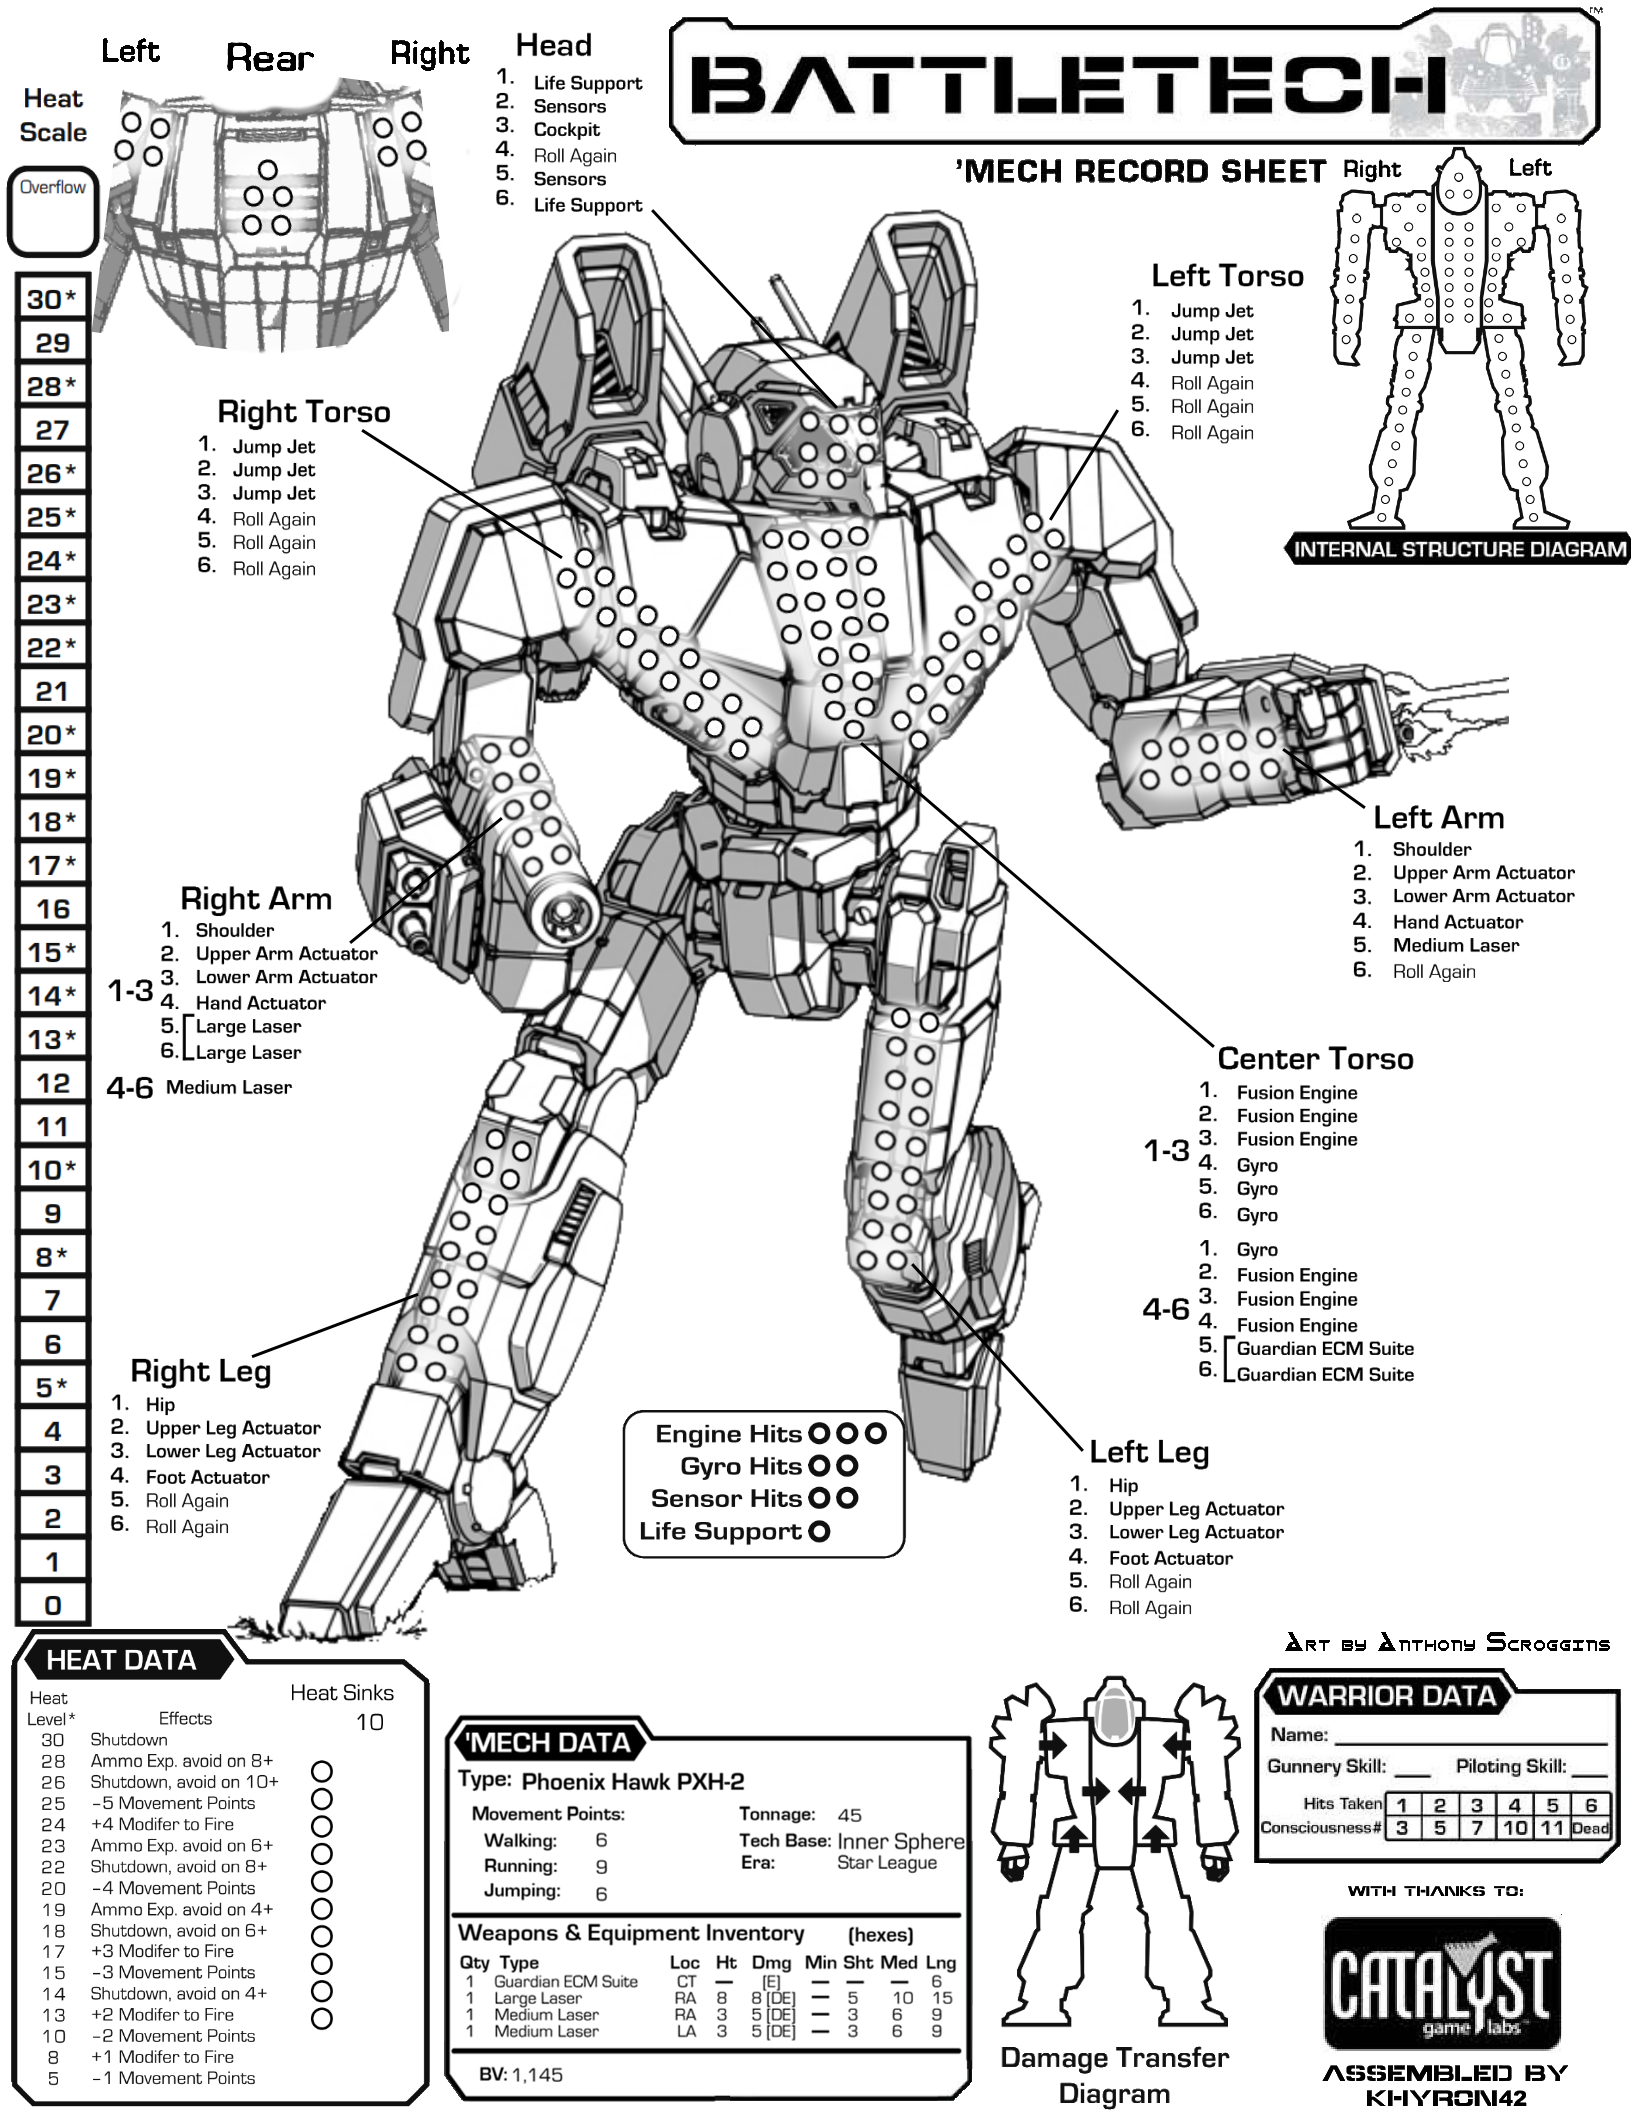 Left Rear Right
Heat
Scale
Overflow
30*
29
28*
27
26*
25*
24*
23*
22*
21
20*
19*
18*
17*
16
15*
14*
13*
12
11
10*
9
8*
7
6
5*
4
3
2
1
0
Head
1. Life Support
2. Sensors
3. Cockpit
4. Roll Again
5. Sensors
6. Life Support
BATTLETECH
TM
'MECH RECORD SHEET
Right Left
INTERNAL STRUCTURE DIAGRAM
Left Torso
1. Jump Jet
2. Jump Jet
3. Jump Jet
4. Roll Again
5. Roll Again
6. Roll Again
Right Torso
1. Jump Jet
2. Jump Jet
3. Jump Jet
4. Roll Again
5. Roll Again
6. Roll Again
Left Arm
1. Shoulder
2. Upper Arm Actuator
3. Lower Arm Actuator
4. Hand Actuator
5. Medium Laser
6. Roll Again
Right Arm
1-3
1. Shoulder
2. Upper Arm Actuator
3. Lower Arm Actuator
4. Hand Actuator
5. Large Laser
6. Large Laser
4-6 Medium Laser
Center Torso
1-3
1. Fusion Engine
2. Fusion Engine
3. Fusion Engine
4. Gyro
5. Gyro
6. Gyro
4-6
1. Gyro
2. Fusion Engine
3. Fusion Engine
4. Fusion Engine
5. Guardian ECM Suite
6. Guardian ECM Suite
Right Leg
1. Hip
2. Upper Leg Actuator
3. Lower Leg Actuator
4. Foot Actuator
5. Roll Again
6. Roll Again
Engine Hits
Gyro Hits
Sensor Hits
Life Support
Left Leg
1. Hip
2. Upper Leg Actuator
3. Lower Leg Actuator
4. Foot Actuator
5. Roll Again
6. Roll Again
HEAT DATA
Heat
Level* Effects
Heat Sinks
10
30 Shutdown
28 Ammo Exp. avoid on 8+
26 Shutdown, avoid on 10+
25 -5 Movement Points
24 +4 Modifer to Fire
23 Ammo Exp. avoid on 6+
22 Shutdown, avoid on 8+
20 -4 Movement Points
19 Ammo Exp. avoid on 4+
18 Shutdown, avoid on 6+
17 +3 Modifer to Fire
15 -3 Movement Points
14 Shutdown, avoid on 4+
13 +2 Modifer to Fire
10 -2 Movement Points
8 +1 Modifer to Fire
5 -1 Movement Points
'MECH DATA
Type: Phoenix Hawk PXH-2
Movement Points: Tonnage: 45
Walking: 6 Tech Base: Inner Sphere
Running: 9 Era: Star League
Jumping: 6
Weapons & Equipment Inventory (hexes)
Qty Type Loc Ht Dmg Min Sht Med Lng
1 Guardian ECM Suite CT — [E] — — — 6
1 Large Laser RA 8 8 [DE] — 5 10 15
1 Medium Laser RA 3 5 [DE] — 3 6 9
1 Medium Laser LA 3 5 [DE] — 3 6 9
BV: 1,145
Damage Transfer
Diagram
Art by Anthony Scroggins
WARRIOR DATA
Name:
Gunnery Skill: Piloting Skill:
Hits Taken 1 2 3 4 5 6
Consciousness# 3 5 7 10 11 Dead
WITH THANKS TO:
CATALYST
game labs
ASSEMBLED BY
KHYRON42